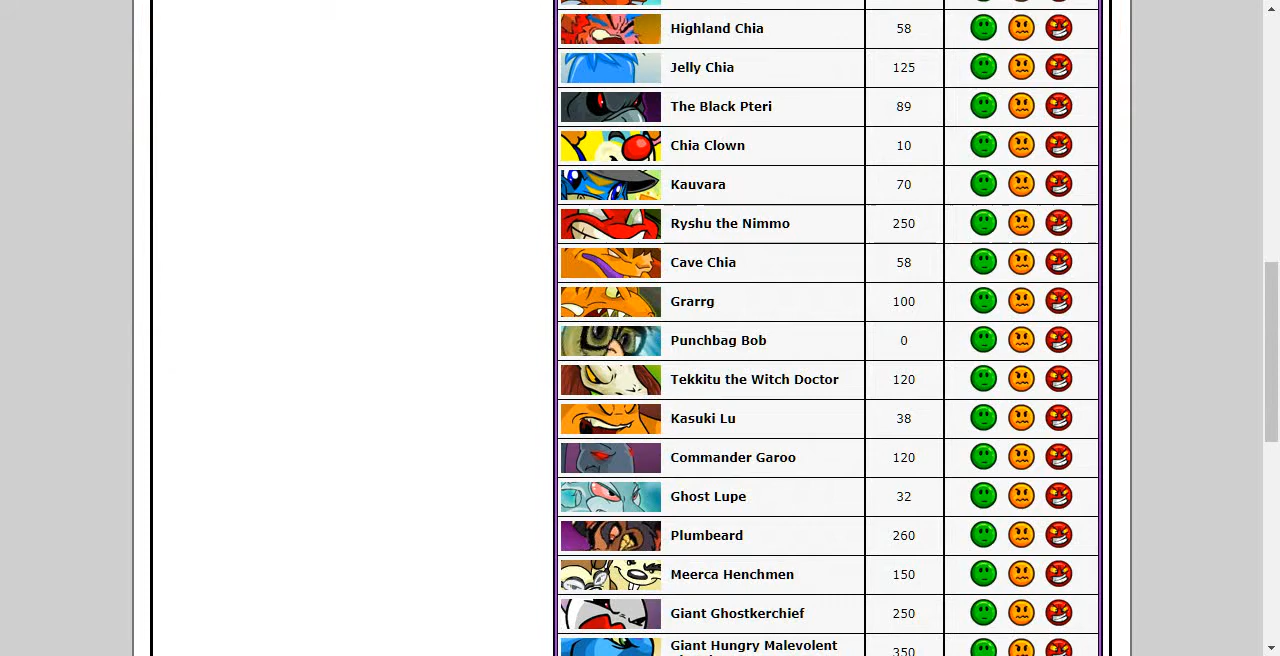 Highland Chia 58
Jelly Chia 125
The Black Pteri 89
Chia Clown 10
Kauvara 70
Ryshu the Nimmo 250
Cave Chia 58
Grarrg 100
Punchbag Bob 0
Tekkitu the Witch Doctor 120
Kasuki Lu 38
Commander Garoo 120
Ghost Lupe 32
Plumbeard 260
Meerca Henchmen 150
Giant Ghostkerchief 250
Giant Hungry Malevolent 350